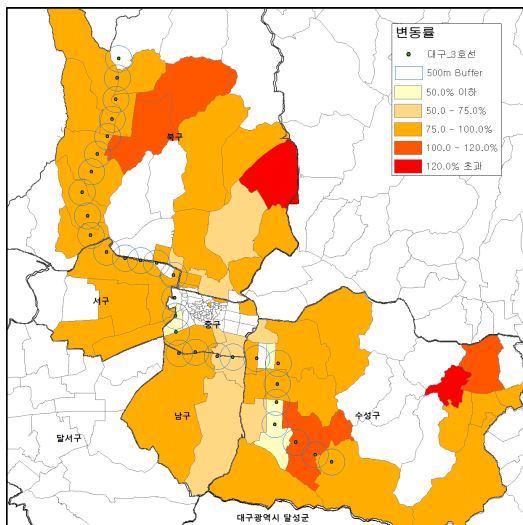 변동률
대구_3호선
500m Buffer
50.0% 이하
50.0 - 75.0%
75.0 - 100.0%
100.0 - 120.0%
120.0% 초과
북구
서구
중구
남구
수성구
달서구
대구광역시 달성군